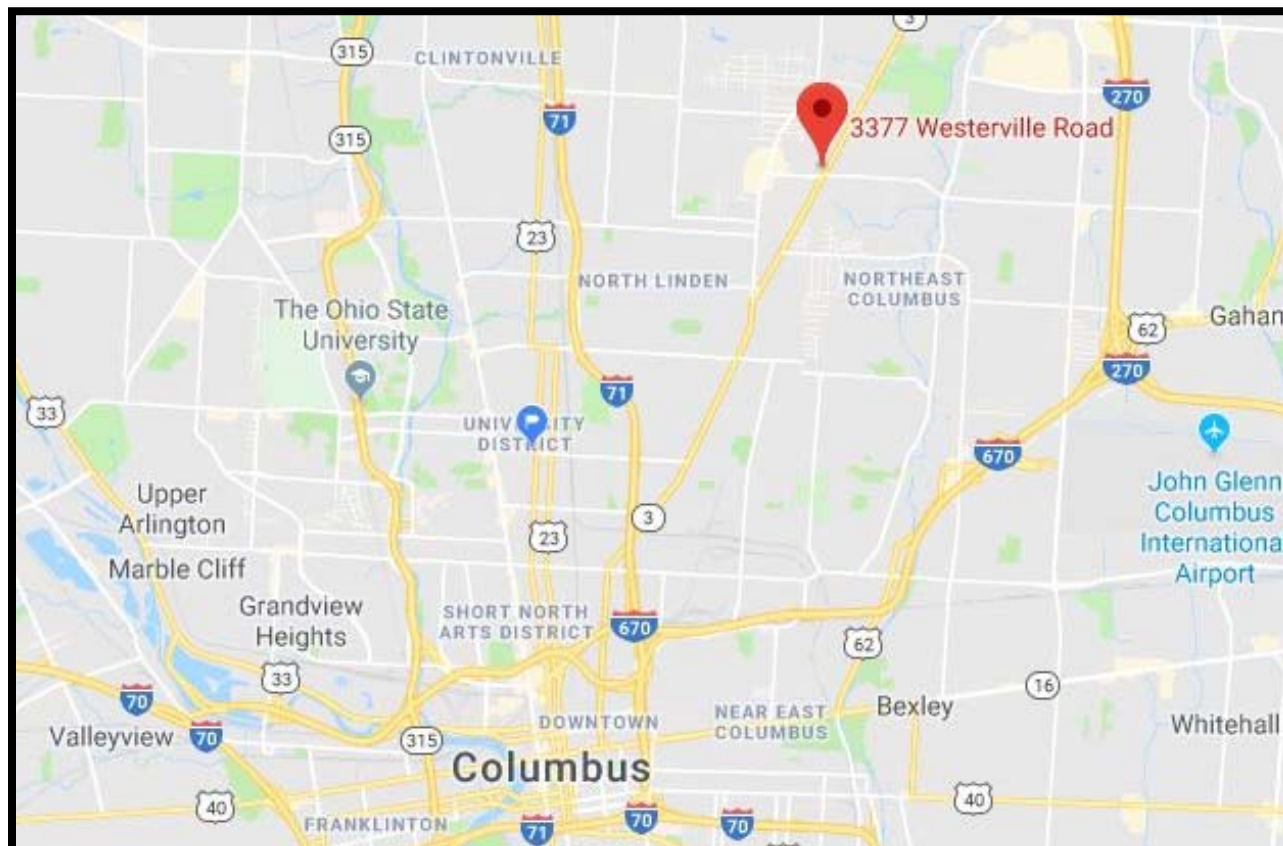 3
315
CLINTONVILLE
270
71
3377 Westerville Road
315
23
NORTH LINDEN
NORTHEAST
COLUMBUS
The Ohio State
University
62
Gahan
270
71
33
UNIVERSITY
DISTRICT
670
John Glenn
Columbus
International
Airport
Upper
Arlington
3
23
Marble Cliff
Grandview
Heights
SHORT NORTH
ARTS DISTRICT
670
62
33
16
70
Bexley
NEAR EAST
COLUMBUS
DOWNTOWN
Whitehall
Valleyview
70
315
Columbus
40
40
FRANKLINTON
71
70
70